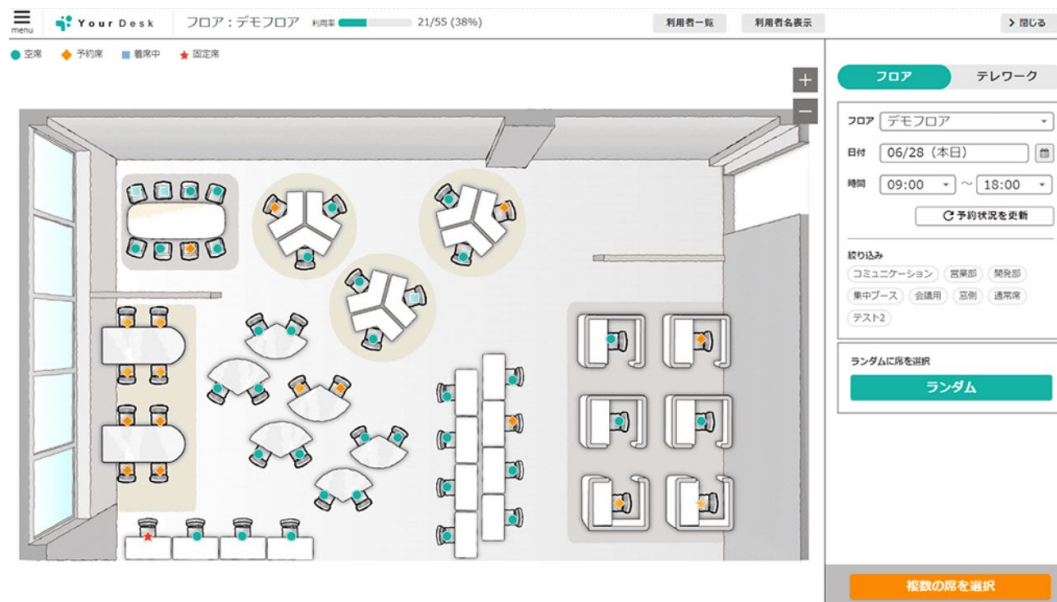 menu
Your Desk
フロア：デモフロア 利用率 21/55 (38%)
利用者一覧
利用者名表示
> 閉じる
空席 予約席 着席中 固定席
+
−
フロア
テレワーク
フロア デモフロア
日付 06/28（本日）
時間 09:00 ～ 18:00
予約状況を更新
絞り込み
コミュニケーション 営業部 開発部
集中ブース 会議用 窓側 通常席
テスト2
ランダムに席を選択
ランダム
複数の席を選択